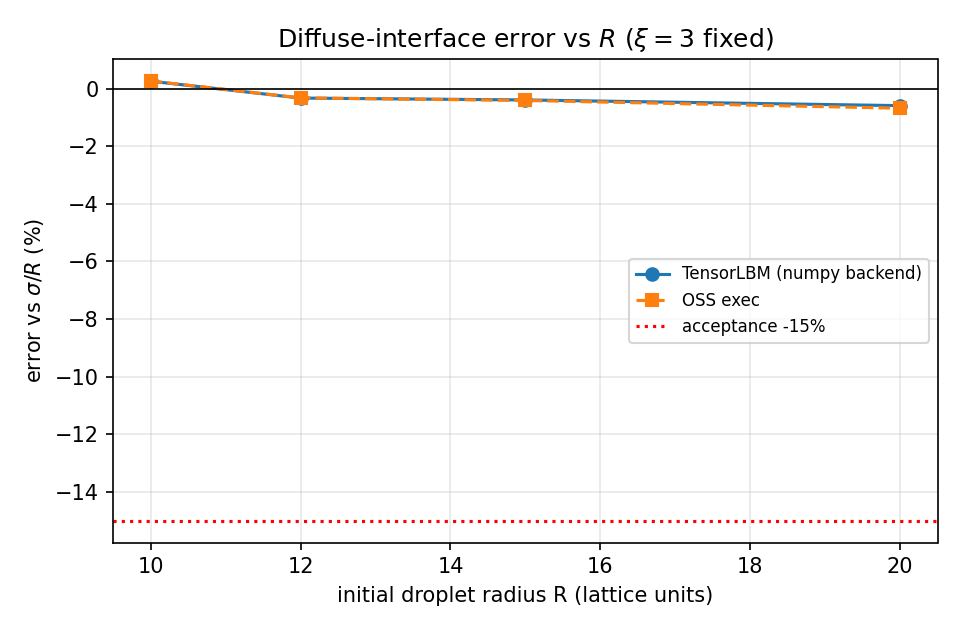 Diffuse-interface error vs R (ξ = 3 fixed)
error vs σ/R (%)
0
−2
−4
−6
−8
−10
−12
−14
TensorLBM (numpy backend)
OSS exec
acceptance -15%
10 12 14 16 18 20
initial droplet radius R (lattice units)